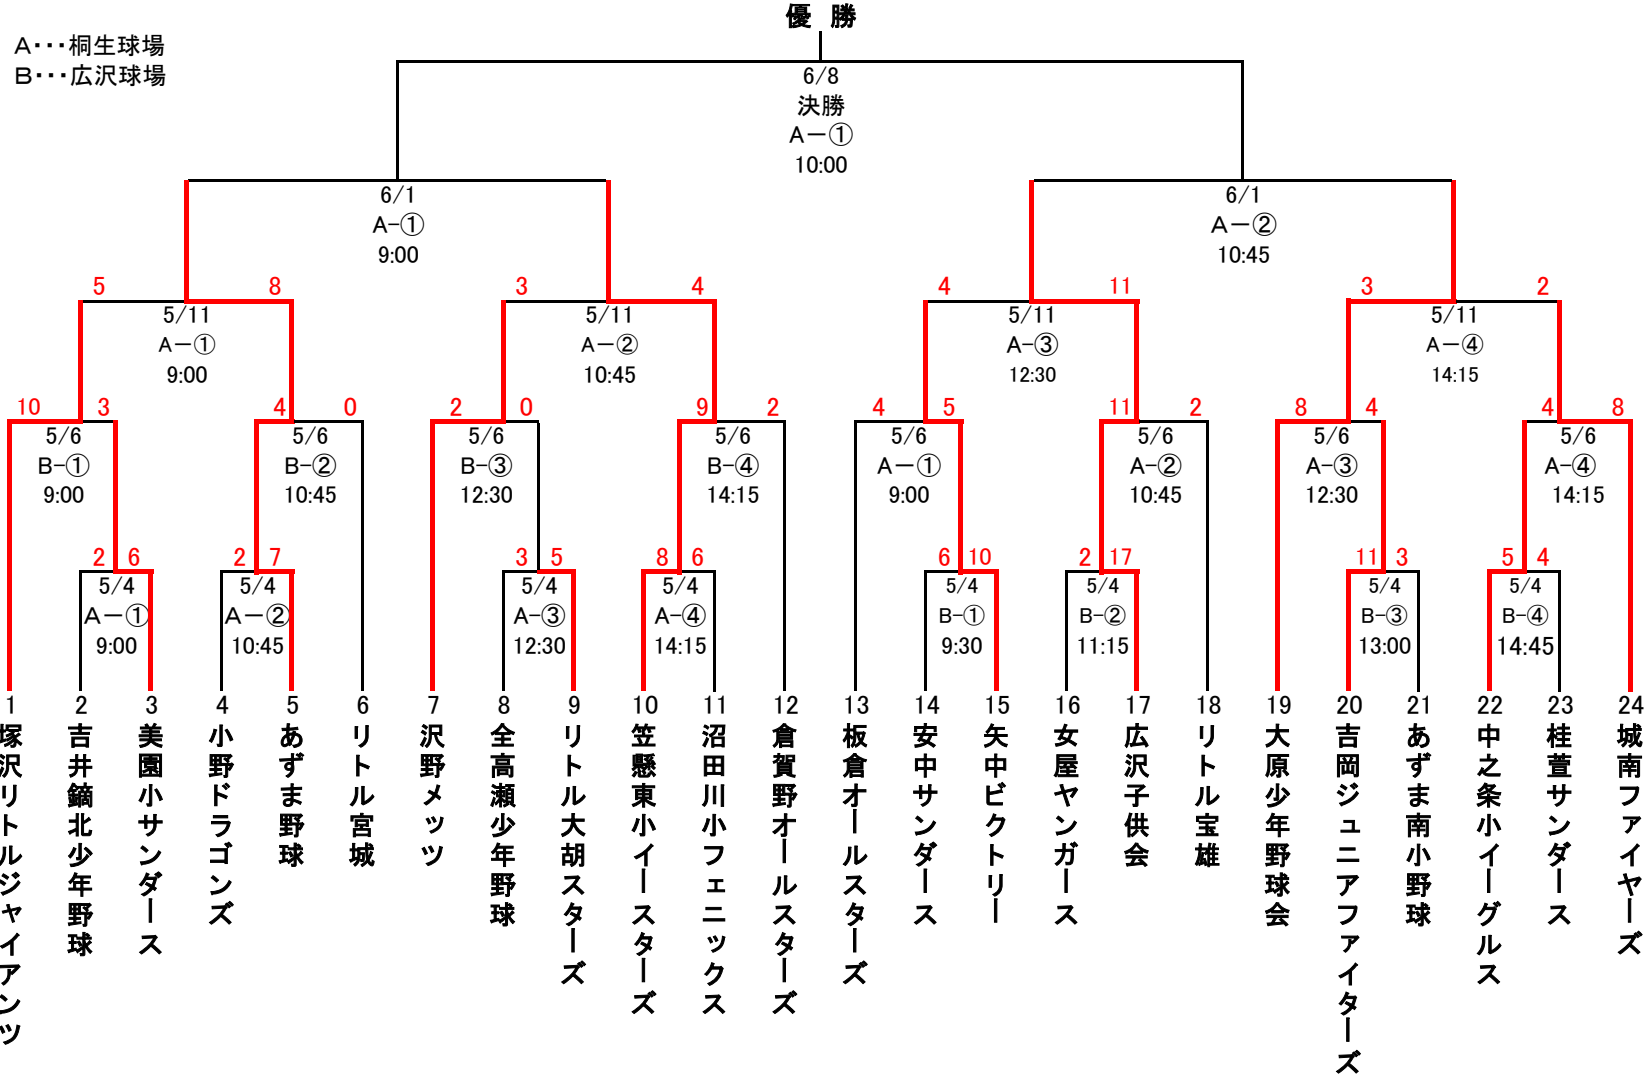 優 勝
A・・・桐生球場
B・・・広沢球場
6/8
決勝
A－①
10:00
6/1
A-①
9:00
6/1
A－②
10:45
5 8 3 4 4 11 3 2
5/11 5/11 5/11 5/11
A－① A－② A-③ A－④
9:00 10:45 12:30 14:15
10 3 4 0 2 0 9 2 4 5 11 2 8 4 4 8
5/6 5/6 5/6 5/6 5/6 5/6 5/6 5/6
B-① B-② B-③ B-④ A－① A-② A-③ A-④
9:00 10:45 12:30 14:15 9:00 10:45 12:30 14:15
2 6 2 7 3 5 8 6 6 10 2 17 11 3 5 4
5/4 5/4 5/4 5/4 5/4 5/4 5/4 5/4
A－① A－② A-③ A-④ B-① B-② B-③ B-④
9:00 10:45 12:30 14:15 9:30 11:15 13:00 14:45
1 2 3 4 5 6 7 8 9 10 11 12 13 14 15 16 17 18 19 20 21 22 23 24
塚沢リトルジャイアンツ
吉井鏑北少年野球
美園小サンダース
小野ドラゴンズ
あずま野球
リトル宮城
沢野メッツ
全高瀬少年野球
リトル大胡スターズ
笠懸東小イースターズ
沼田川小フェニックス
倉賀野オールスターズ
板倉オールスターズ
安中サンダース
矢中ビクトリー
女屋ヤンガース
広沢子供会
リトル宝雄
大原少年野球会
吉岡ジュニアファイターズ
あずま南小野球
中之条小イーグルス
桂萱サンダース
城南ファイヤーズ